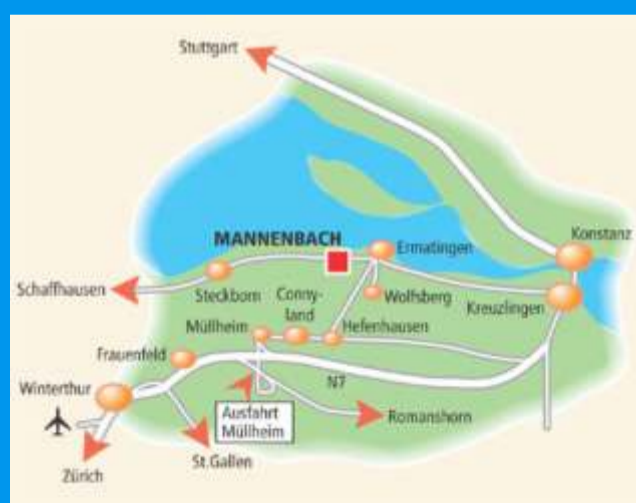 Stuttgart
MANNENBACH
Ermatingen
Konstanz
Schaffhausen
Steckborn
Conny-
land
Wolfsberg
Kreuzlingen
Müllheim
Hefenhausen
Frauenfeld
Winterthur
N7
Ausfahrt
Müllheim
Romanshorn
St.Gallen
Zürich